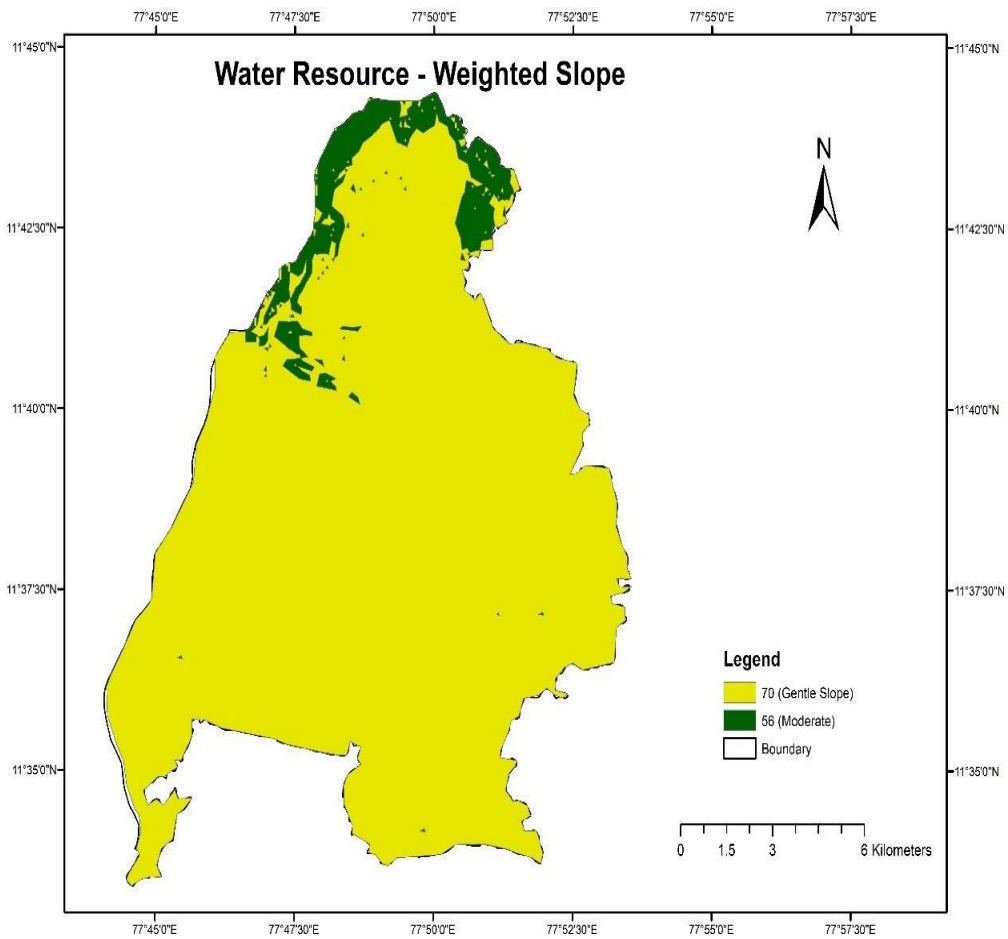 77°45'0"E 77°47'30"E 77°50'0"E 77°52'30"E 77°55'0"E 77°57'30"E
11°45'0"N 11°45'0"N
Water Resource - Weighted Slope
N
11°42'30"N 11°42'30"N
11°40'0"N 11°40'0"N
11°37'30"N 11°37'30"N
Legend
70 (Gentle Slope)
56 (Moderate)
Boundary
11°35'0"N 11°35'0"N
0 1.5 3 6 Kilometers
77°45'0"E 77°47'30"E 77°50'0"E 77°52'30"E 77°55'0"E 77°57'30"E